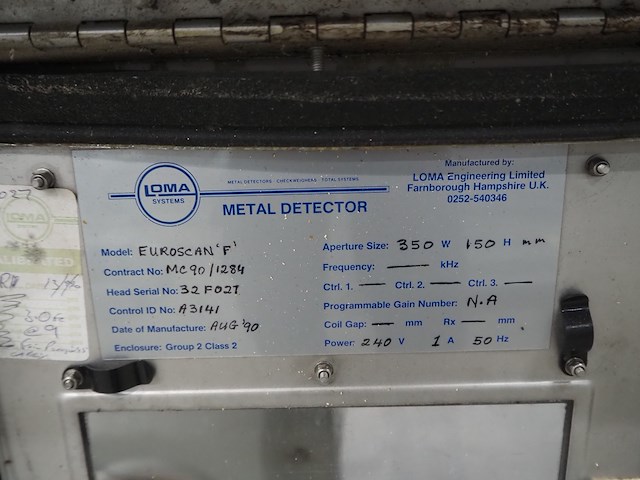 LOMA
SYSTEMS
METAL DETECTORS · CHECKWEIGHERS · TOTAL SYSTEMS
METAL DETECTOR
Manufactured by:
LOMA Engineering Limited
Farnborough Hampshire U.K.
0252-540346
Model: EUROSCAN 'F'
Contract No: MC90/1284
Head Serial No: 32F027
Control ID No: A3141
Date of Manufacture: AUG '90
Enclosure: Group 2 Class 2
Aperture Size: 350 W 150 H mm
Frequency: — kHz
Ctrl. 1. — Ctrl. 2. — Ctrl. 3. —
Programmable Gain Number: N.A
Coil Gap: — mm Rx — mm
Power: 240 V 1 A 50 Hz
LOMA